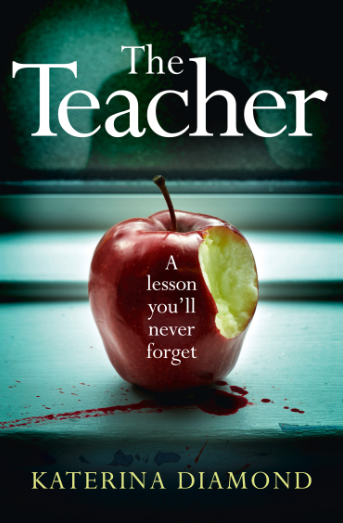 The
Teacher
A
lesson
you'll
never
forget
KATERINA DIAMOND